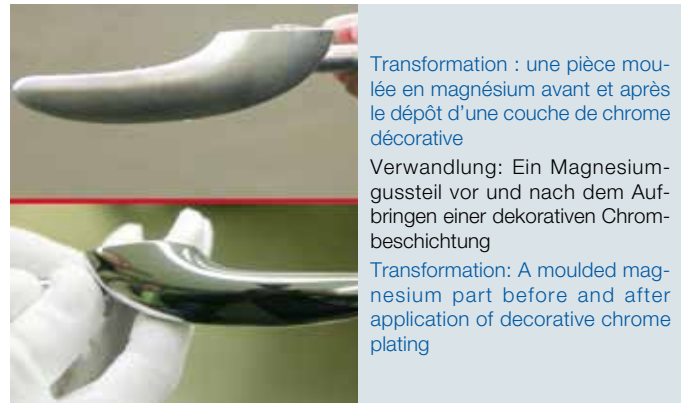 Transformation : une pièce mou-
lée en magnésium avant et après
le dépôt d'une couche de chrome
décorative
Verwandlung: Ein Magnesium-
gussteil vor und nach dem Auf-
bringen einer dekorativen Chrom-
beschichtung
Transformation: A moulded mag-
nesium part before and after
application of decorative chrome
plating